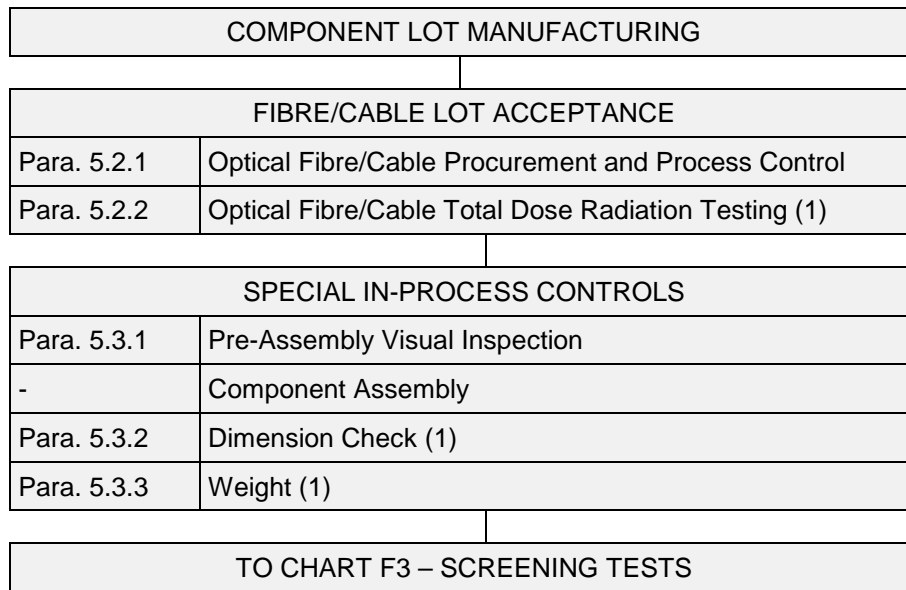 COMPONENT LOT MANUFACTURING
FIBRE/CABLE LOT ACCEPTANCE
Para. 5.2.1 Optical Fibre/Cable Procurement and Process Control
Para. 5.2.2 Optical Fibre/Cable Total Dose Radiation Testing (1)
SPECIAL IN-PROCESS CONTROLS
Para. 5.3.1 Pre-Assembly Visual Inspection
- Component Assembly
Para. 5.3.2 Dimension Check (1)
Para. 5.3.3 Weight (1)
TO CHART F3 – SCREENING TESTS